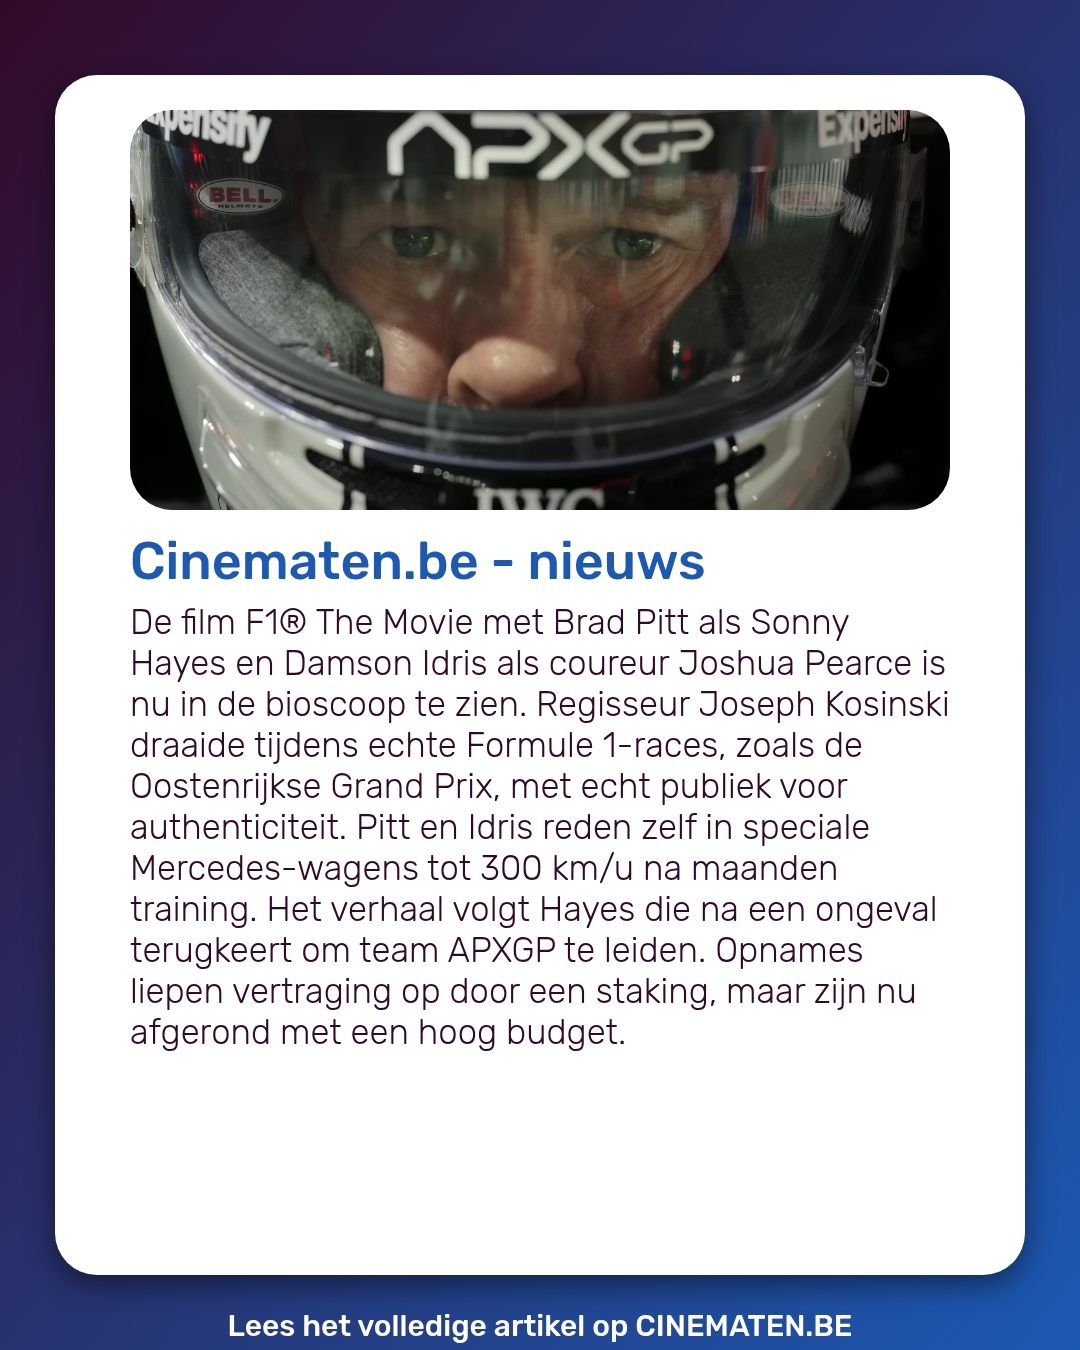 Expensify
APXGP
Expensify
BELL
HELMETS
BELL
IWC
Cinematen.be - nieuws
De film F1® The Movie met Brad Pitt als Sonny
Hayes en Damson Idris als coureur Joshua Pearce is
nu in de bioscoop te zien. Regisseur Joseph Kosinski
draaide tijdens echte Formule 1-races, zoals de
Oostenrijkse Grand Prix, met echt publiek voor
authenticiteit. Pitt en Idris reden zelf in speciale
Mercedes-wagens tot 300 km/u na maanden
training. Het verhaal volgt Hayes die na een ongeval
terugkeert om team APXGP te leiden. Opnames
liepen vertraging op door een staking, maar zijn nu
afgerond met een hoog budget.
Lees het volledige artikel op CINEMATEN.BE